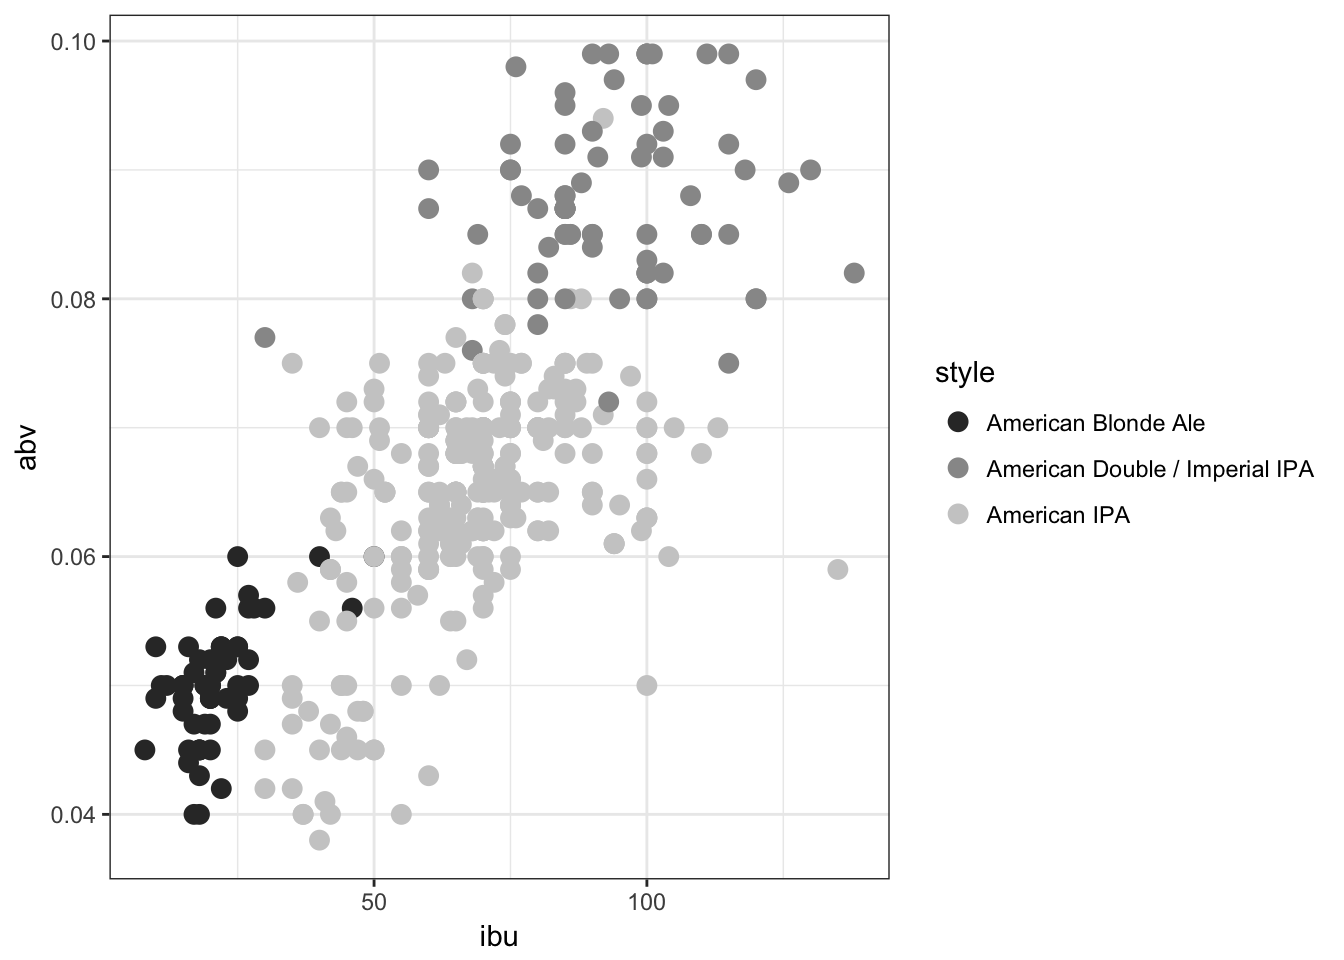 0.10
0.08
0.06
0.04
abv
50
100
ibu
style
American Blonde Ale
American Double / Imperial IPA
American IPA